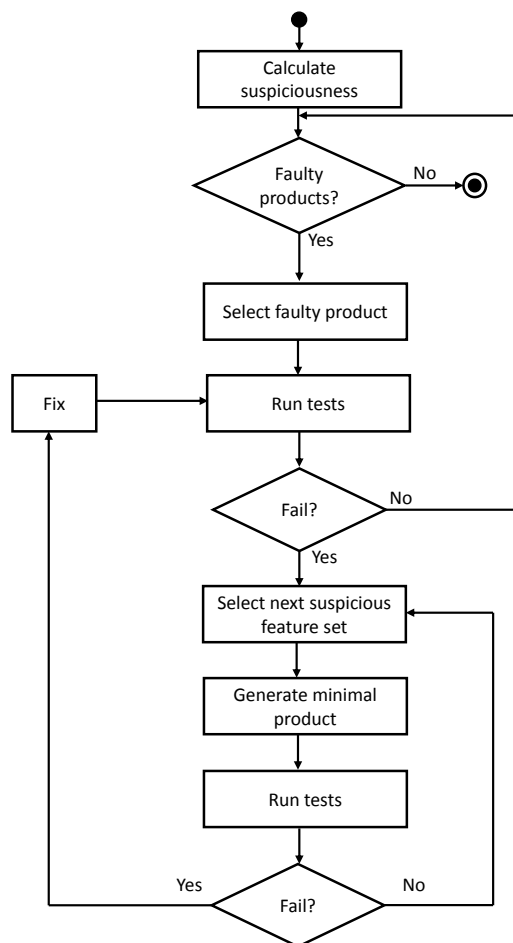 Calculate
suspiciousness
Faulty
products?
No
Yes
Select faulty product
Fix
Run tests
Fail?
No
Yes
Select next suspicious
feature set
Generate minimal
product
Run tests
Yes
Fail?
No